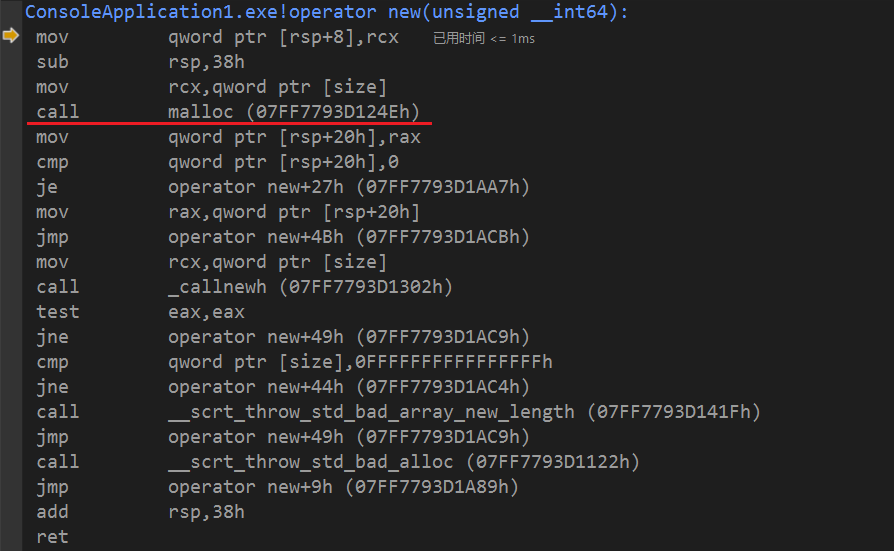 ConsoleApplication1.exe!operator new(unsigned __int64):
mov qword ptr [rsp+8],rcx 已用时间 <= 1ms
sub rsp,38h
mov rcx,qword ptr [size]
call malloc (07FF7793D124Eh)
mov qword ptr [rsp+20h],rax
cmp qword ptr [rsp+20h],0
je operator new+27h (07FF7793D1AA7h)
mov rax,qword ptr [rsp+20h]
jmp operator new+4Bh (07FF7793D1ACBh)
mov rcx,qword ptr [size]
call _callnewh (07FF7793D1302h)
test eax,eax
jne operator new+49h (07FF7793D1AC9h)
cmp qword ptr [size],0FFFFFFFFFFFFFFFFh
jne operator new+44h (07FF7793D1AC4h)
call __scrt_throw_std_bad_array_new_length (07FF7793D141Fh)
jmp operator new+49h (07FF7793D1AC9h)
call __scrt_throw_std_bad_alloc (07FF7793D1122h)
jmp operator new+9h (07FF7793D1A89h)
add rsp,38h
ret